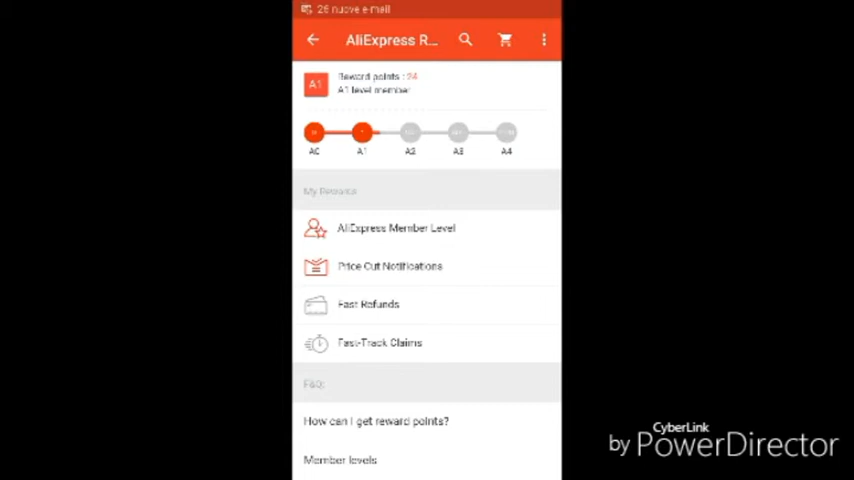 26 nuove e-mail
AliExpress R...
A1
Reward points : 24
A1 level member
A0 A1 A2 A3 A4
My Rewards
AliExpress Member Level
Price Cut Notifications
Fast Refunds
Fast-Track Claims
FAQ
How can I get reward points?
Member levels
CyberLink
by PowerDirector